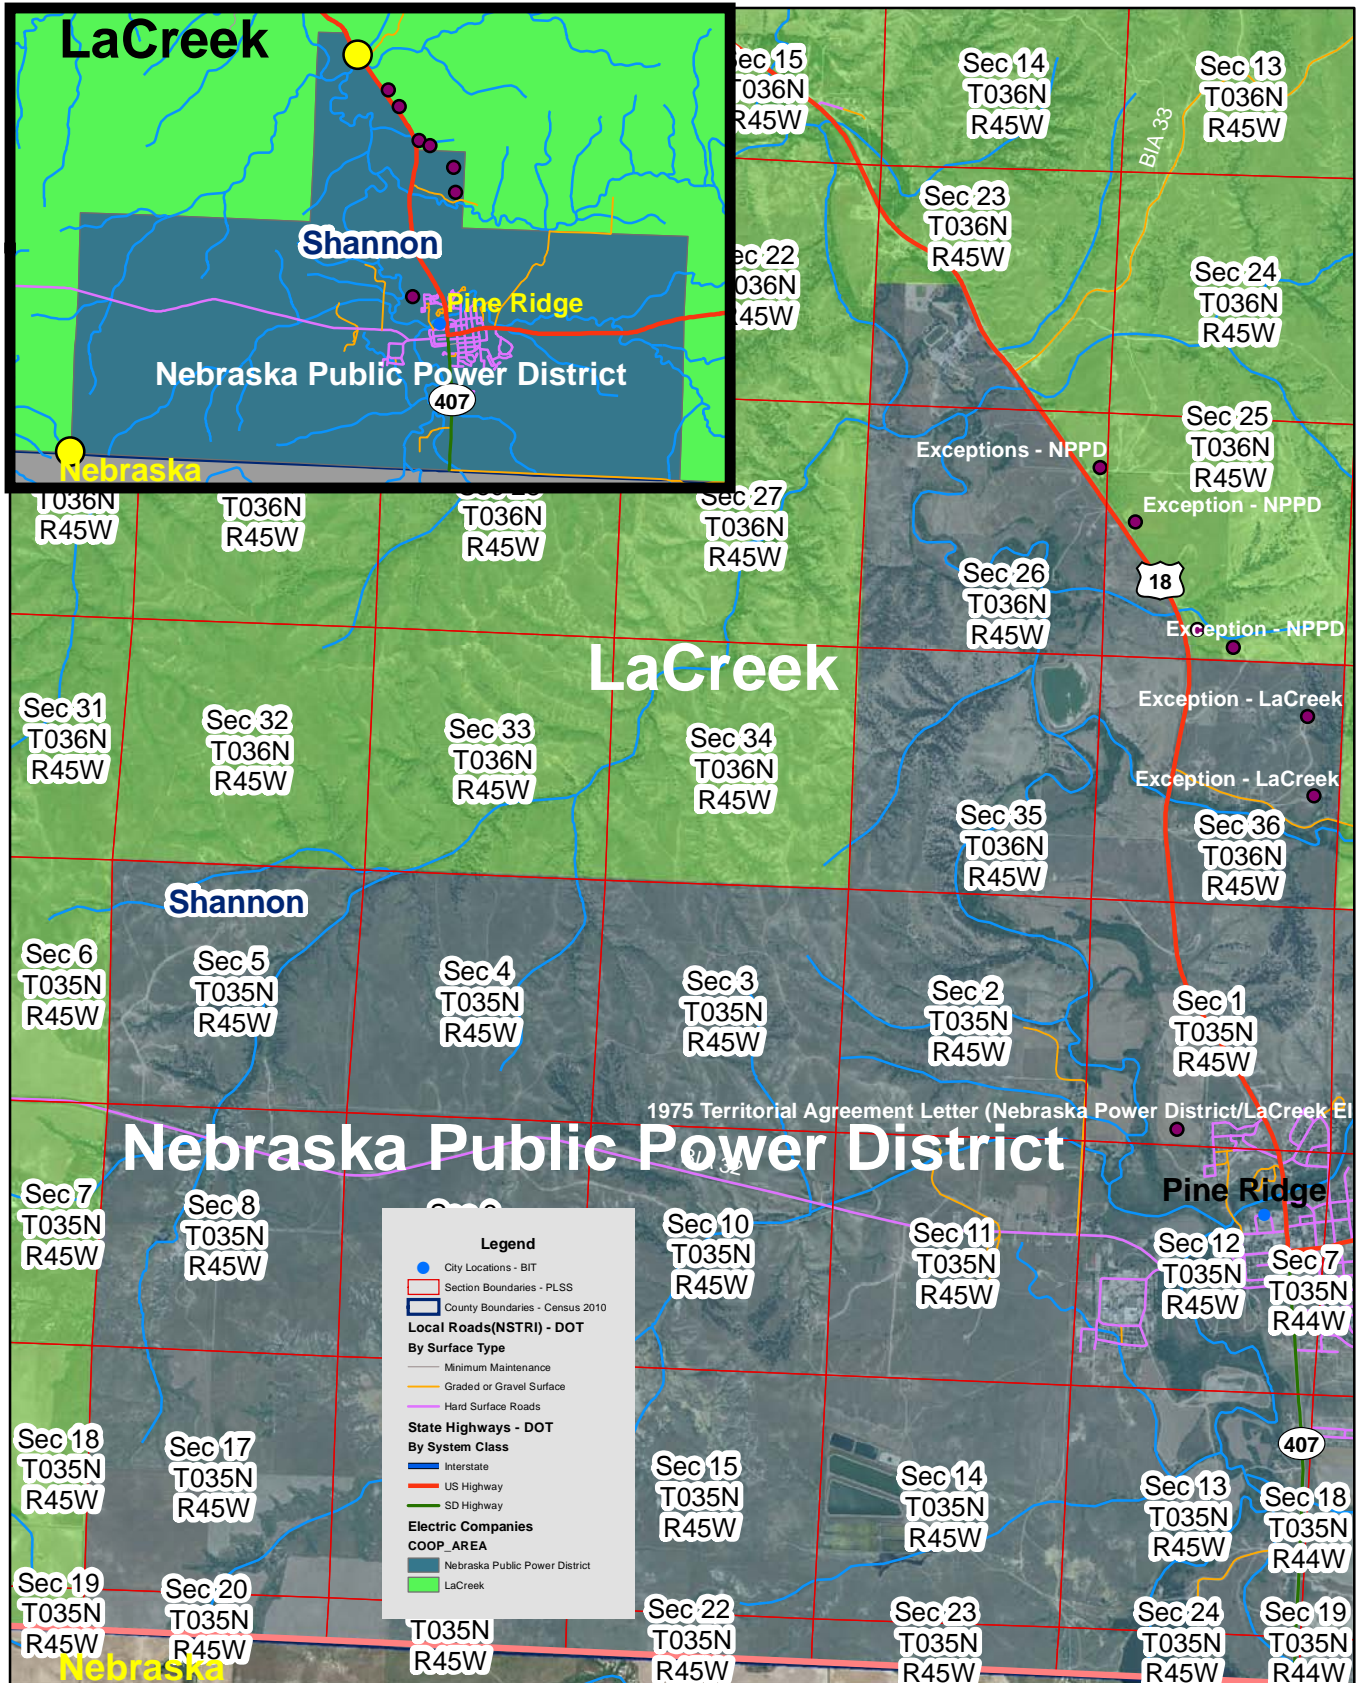 LaCreek
Shannon
Pine Ridge
Nebraska Public Power District
407
Nebraska
Sec 15
T036N
R45W
Sec 14
T036N
R45W
Sec 13
T036N
R45W
BIA 33
Sec 23
T036N
R45W
Sec 22
T036N
R45W
Sec 24
T036N
R45W
Sec 25
T036N
R45W
Exceptions - NPPD
Exception - NPPD
T036N
R45W
T036N
R45W
T036N
R45W
Sec 27
T036N
R45W
Sec 26
T036N
R45W
18
Exception - NPPD
LaCreek
Exception - LaCreek
Sec 31
T036N
R45W
Sec 32
T036N
R45W
Sec 33
T036N
R45W
Sec 34
T036N
R45W
Exception - LaCreek
Sec 35
T036N
R45W
Sec 36
T036N
R45W
Shannon
Sec 6
T035N
R45W
Sec 5
T035N
R45W
Sec 4
T035N
R45W
Sec 3
T035N
R45W
Sec 2
T035N
R45W
Sec 1
T035N
R45W
1975 Territorial Agreement Letter (Nebraska Power District/LaCreek El
Nebraska Public Power District
BIA 32
Pine Ridge
Sec 7
T035N
R45W
Sec 8
T035N
R45W
Sec 9
Sec 10
T035N
R45W
Sec 11
T035N
R45W
Sec 12
T035N
R45W
Sec 7
T035N
R44W
Legend
City Locations - BIT
Section Boundaries - PLSS
County Boundaries - Census 2010
Local Roads(NSTRI) - DOT
By Surface Type
Minimum Maintenance
Graded or Gravel Surface
Hard Surface Roads
State Highways - DOT
By System Class
Interstate
US Highway
SD Highway
Electric Companies
COOP_AREA
Nebraska Public Power District
LaCreek
407
Sec 18
T035N
R45W
Sec 17
T035N
R45W
Sec 15
T035N
R45W
Sec 14
T035N
R45W
Sec 13
T035N
R45W
Sec 18
T035N
R44W
Sec 19
T035N
R45W
Sec 20
T035N
R45W
T035N
R45W
Sec 22
T035N
R45W
Sec 23
T035N
R45W
Sec 24
T035N
R45W
Sec 19
T035N
R44W
Nebraska